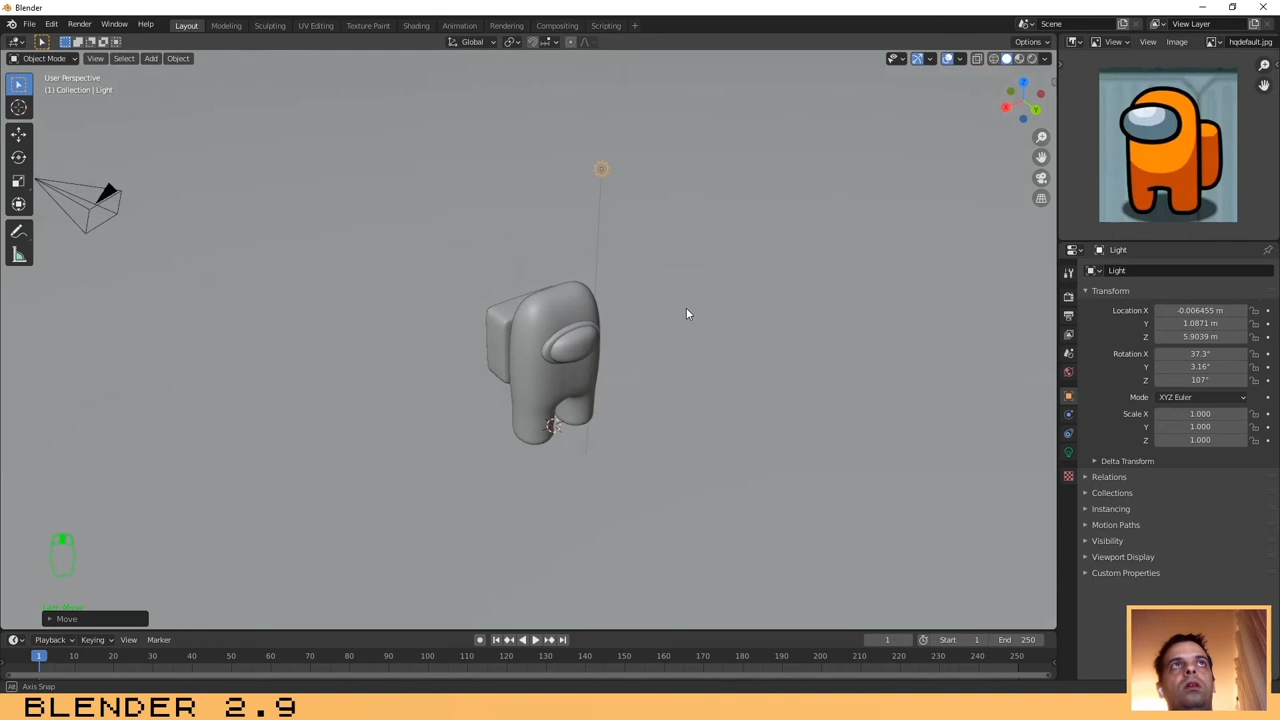 Blender
File Edit Render Window Help
Layout Modeling Sculpting UV Editing Texture Paint Shading Animation Rendering Compositing Scripting +
Scene
View Layer
Global
Options
View
View Image
hqdefault.jpg
Object Mode
View Select Add Object
User Perspective
(1) Collection | Light
Z
X
Y
Light
Light
Transform
Location X -0.006455 m
Y 1.0871 m
Z 5.9039 m
Rotation X 37.3°
Y 3.16°
Z 107°
Mode XYZ Euler
Scale X 1.000
Y 1.000
Z 1.000
Delta Transform
Relations
Collections
Instancing
Motion Paths
Visibility
Viewport Display
Custom Properties
Move
Playback Keying View Marker
1
Start 1
End 250
1 10 20 30 40 50 60 70 80 90 100 110 120 130 140 150 160 170 180 190 200 210 220 230 240 250
Alt Axis Snap
BLENDER 2.9